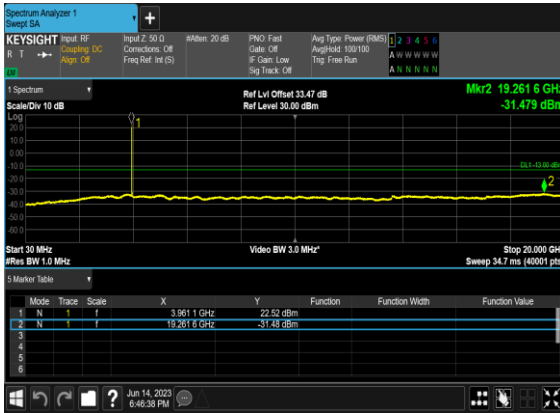 Spectrum Analyzer 1
Swept SA
+
KEYSIGHT Input: RF Input Z: 50 Ω #Atten: 20 dB PNO: Fast Avg Type: Power (RMS) 1 2 3 4 5 6
R T Coupling: DC Corrections: Off Gate: Off Avg|Hold: 100/100 A W W W W W
Align: Off Freq Ref: Int (S) IF Gain: Low Trig: Free Run
Sig Track: Off A N N N N N
1 Spectrum
Scale/Div 10 dB
Ref Lvl Offset 33.47 dB
Ref Level 30.00 dBm
Mkr2 19.261 6 GHz
-31.479 dBm
Log
20.0
10.0
0.00
-10.0
-20.0
-30.0
-40.0
-50.0
-60.0
1
DL1 -13.00 dBm
2
Start 30 MHz Video BW 3.0 MHz* Stop 20.000 GHz
#Res BW 1.0 MHz Sweep 34.7 ms (40001 pts)
5 Marker Table
Mode Trace Scale X Y Function Function Width Function Value
1 N 1 f 3.961 1 GHz 22.52 dBm
2 N 1 f 19.261 6 GHz -31.48 dBm
3
4
5
6
? Jun 14, 2023
6:46:38 PM